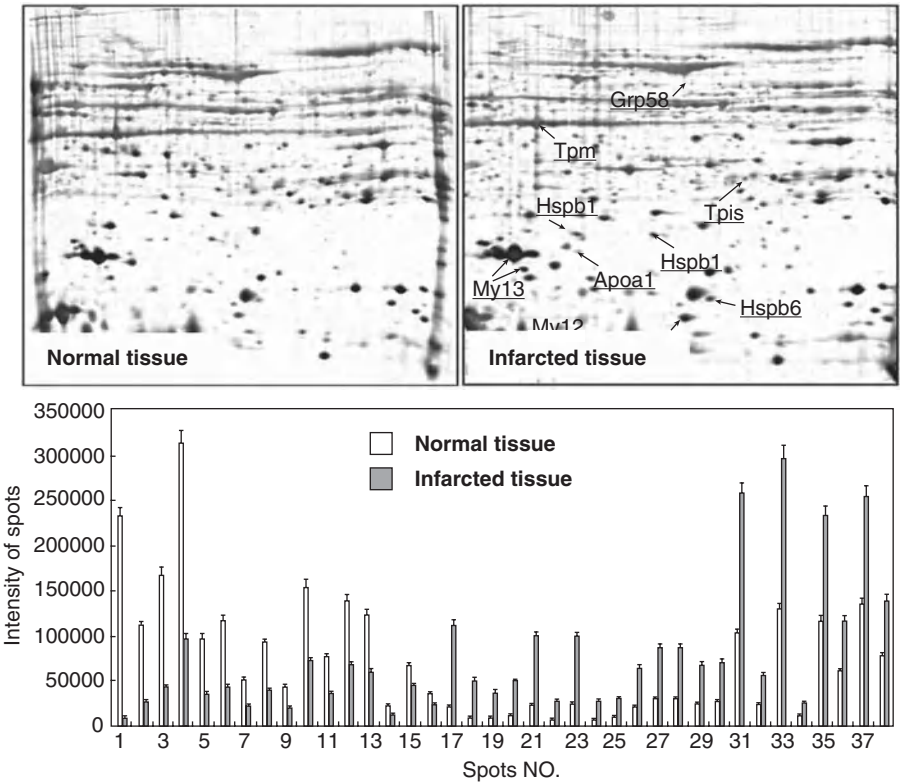 Grp58
Tpm
Tpis
Hspb1
Hspb1
Apoa1
My13
Hspb6
My12
Normal tissue
Infarcted tissue
350000
300000
250000
200000
150000
100000
50000
0
Intensity of spots
Normal tissue
Infarcted tissue
1 3 5 7 9 11 13 15 17 19 21 23 25 27 29 31 33 35 37
Spots NO.